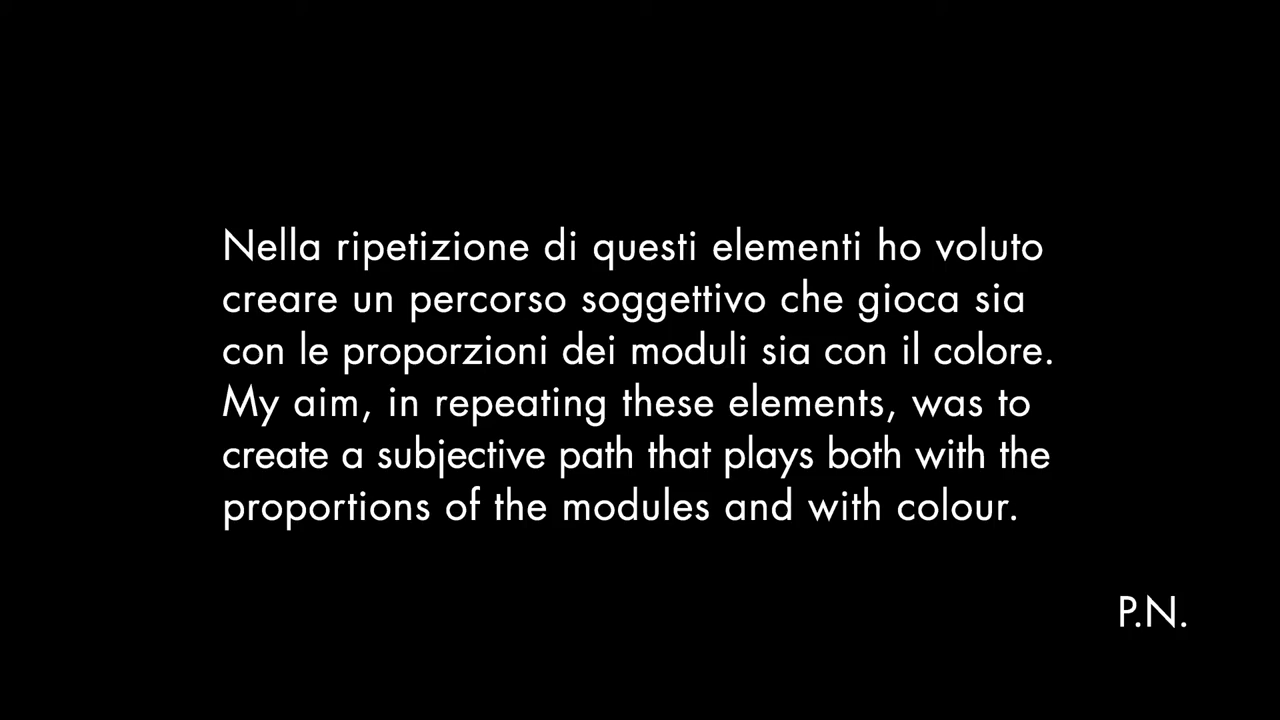 Nella ripetizione di questi elementi ho voluto
creare un percorso soggettivo che gioca sia
con le proporzioni dei moduli sia con il colore.
My aim, in repeating these elements, was to
create a subjective path that plays both with the
proportions of the modules and with colour.
P.N.